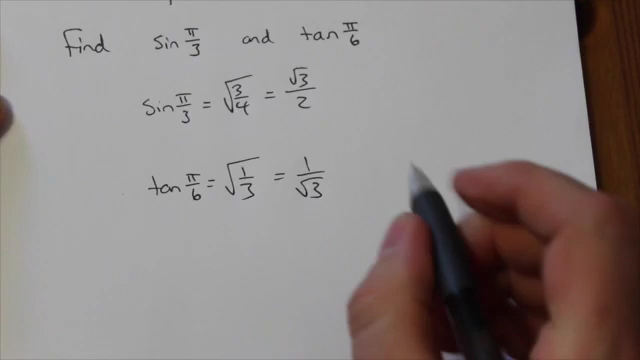 Find sin π/3 and tan π/6
sin π/3 = √(3/4) = √3/2
tan π/6 = √(1/3) = 1/√3